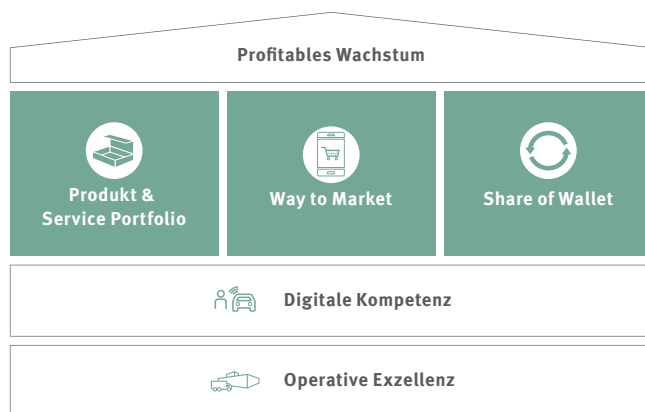 Profitables Wachstum
Produkt &
Service Portfolio
Way to Market
Share of Wallet
Digitale Kompetenz
Operative Exzellenz